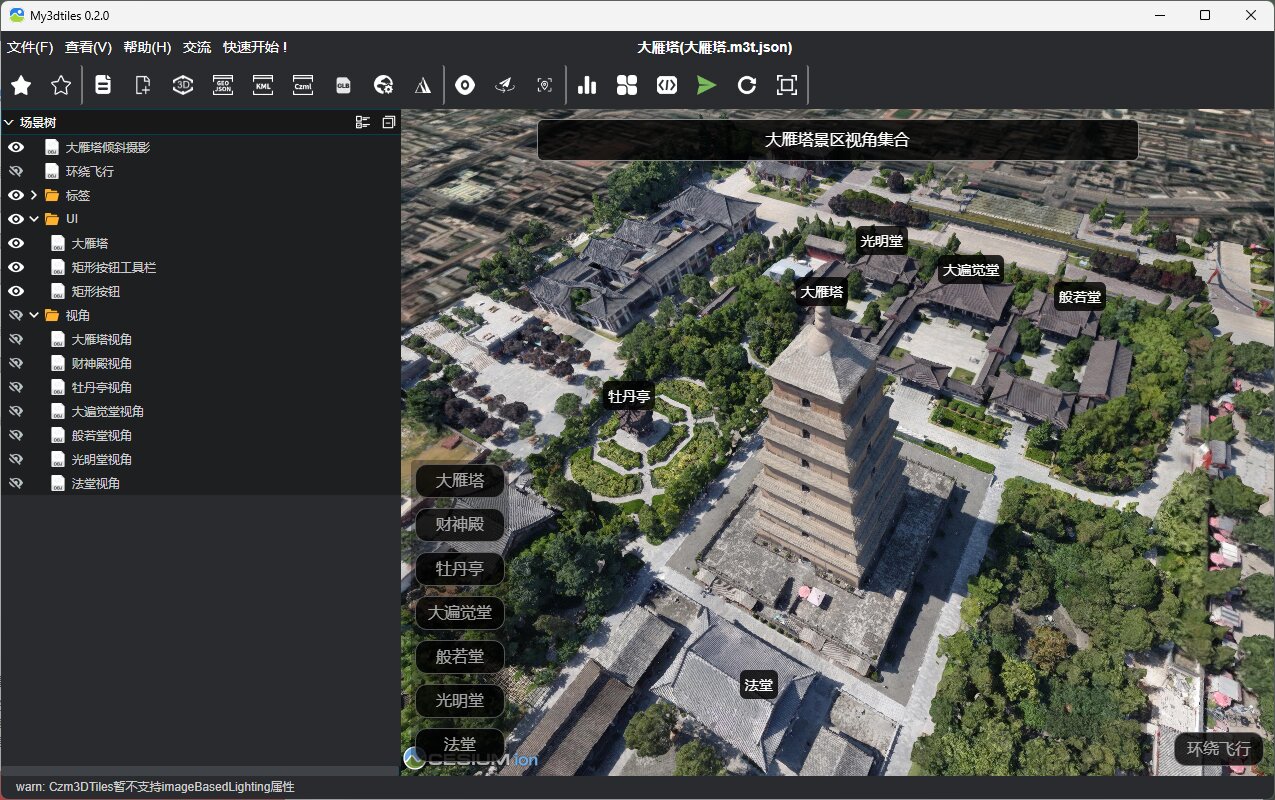 My3dtiles 0.2.0
文件(F) 查看(V) 帮助(H) 交流 快速开始！
大雁塔(大雁塔.m3t.json)
3D GEO JSON KML Czml GLB
场景树
大雁塔倾斜摄影
环绕飞行
标签
UI
大雁塔
矩形按钮工具栏
矩形按钮
视角
大雁塔视角
财神殿视角
牡丹亭视角
大遍觉堂视角
般若堂视角
光明堂视角
法堂视角
大雁塔景区视角集合
光明堂
大遍觉堂
大雁塔
般若堂
牡丹亭
法堂
大雁塔
财神殿
牡丹亭
大遍觉堂
般若堂
光明堂
法堂
CESIUM ion
环绕飞行
warn: Czm3DTiles暂不支持imageBasedLighting属性